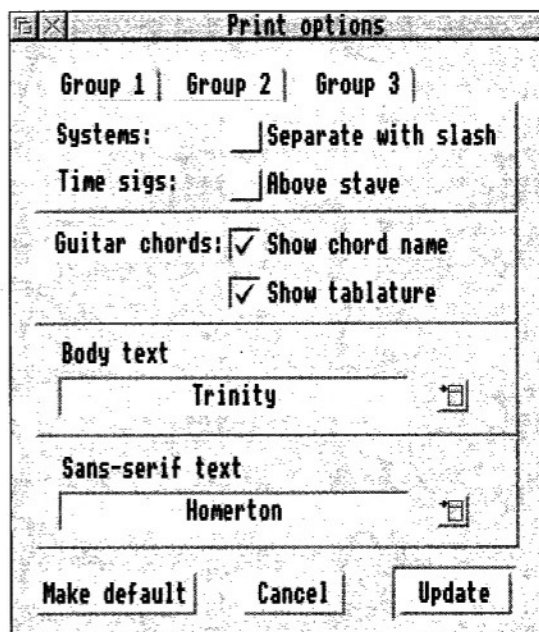 Print options
Group 1 Group 2 Group 3
Systems: Separate with slash
Time sigs: Above stave
Guitar chords: Show chord name
Show tablature
Body text
Trinity
Sans-serif text
Homerton
Make default Cancel Update